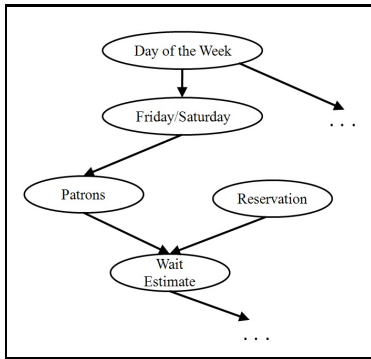 Day of the Week
Friday/Saturday
. . .
Patrons
Reservation
Wait
Estimate
. . .